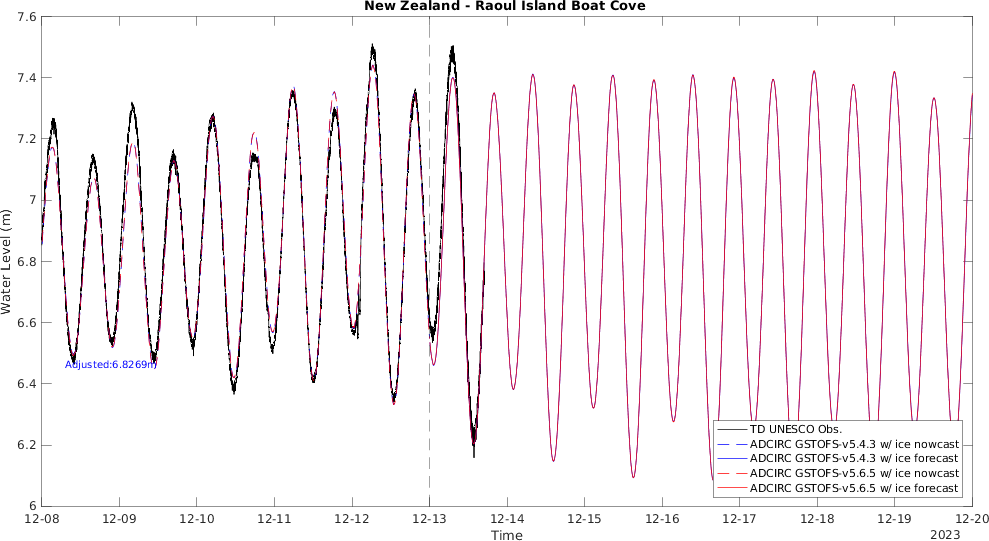 New Zealand - Raoul Island Boat Cove
7.6
7.4
7.2
7
6.8
6.6
6.4
6.2
6
Water Level (m)
Adjusted:6.8269m
TD UNESCO Obs.
ADCIRC GSTOFS-v5.4.3 w/ ice nowcast
ADCIRC GSTOFS-v5.4.3 w/ ice forecast
ADCIRC GSTOFS-v5.6.5 w/ ice nowcast
ADCIRC GSTOFS-v5.6.5 w/ ice forecast
12-08 12-09 12-10 12-11 12-12 12-13 12-14 12-15 12-16 12-17 12-18 12-19 12-20
Time
2023